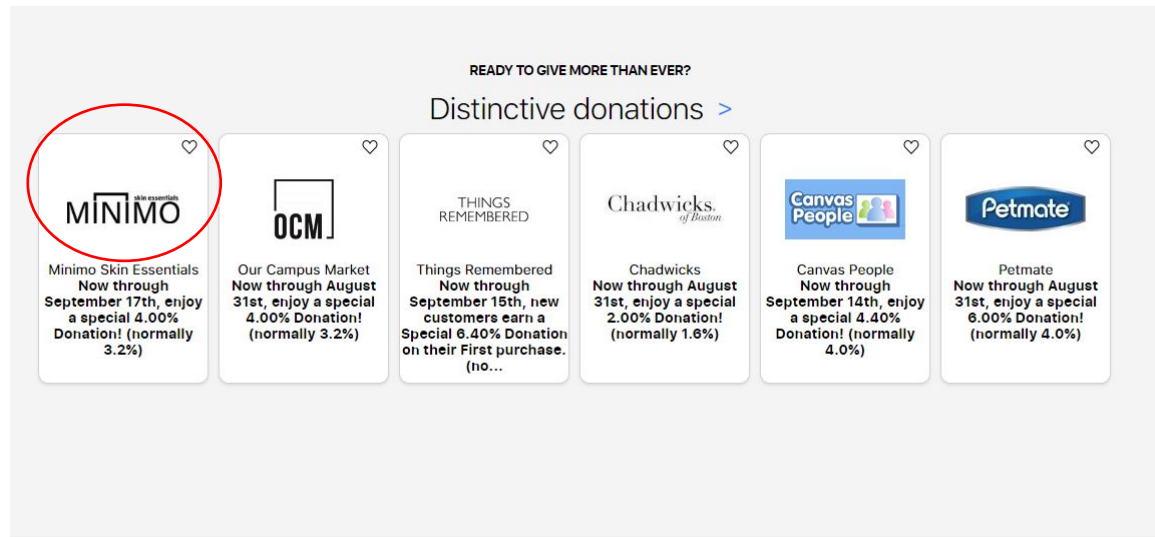 READY TO GIVE MORE THAN EVER?
Distinctive donations >
skin essentials
MINIMO
Minimo Skin Essentials
Now through
September 17th, enjoy
a special 4.00%
Donation! (normally
3.2%)
OCM
Our Campus Market
Now through August
31st, enjoy a special
4.00% Donation!
(normally 3.2%)
THINGS
REMEMBERED
Things Remembered
Now through
September 15th, new
customers earn a
Special 6.40% Donation
on their First purchase.
(no...
Chadwicks.
of Boston
Chadwicks
Now through August
31st, enjoy a special
2.00% Donation!
(normally 1.6%)
Canvas
People
Canvas People
Now through
September 14th, enjoy
a special 4.40%
Donation! (normally
4.0%)
Petmate
Petmate
Now through August
31st, enjoy a special
6.00% Donation!
(normally 4.0%)